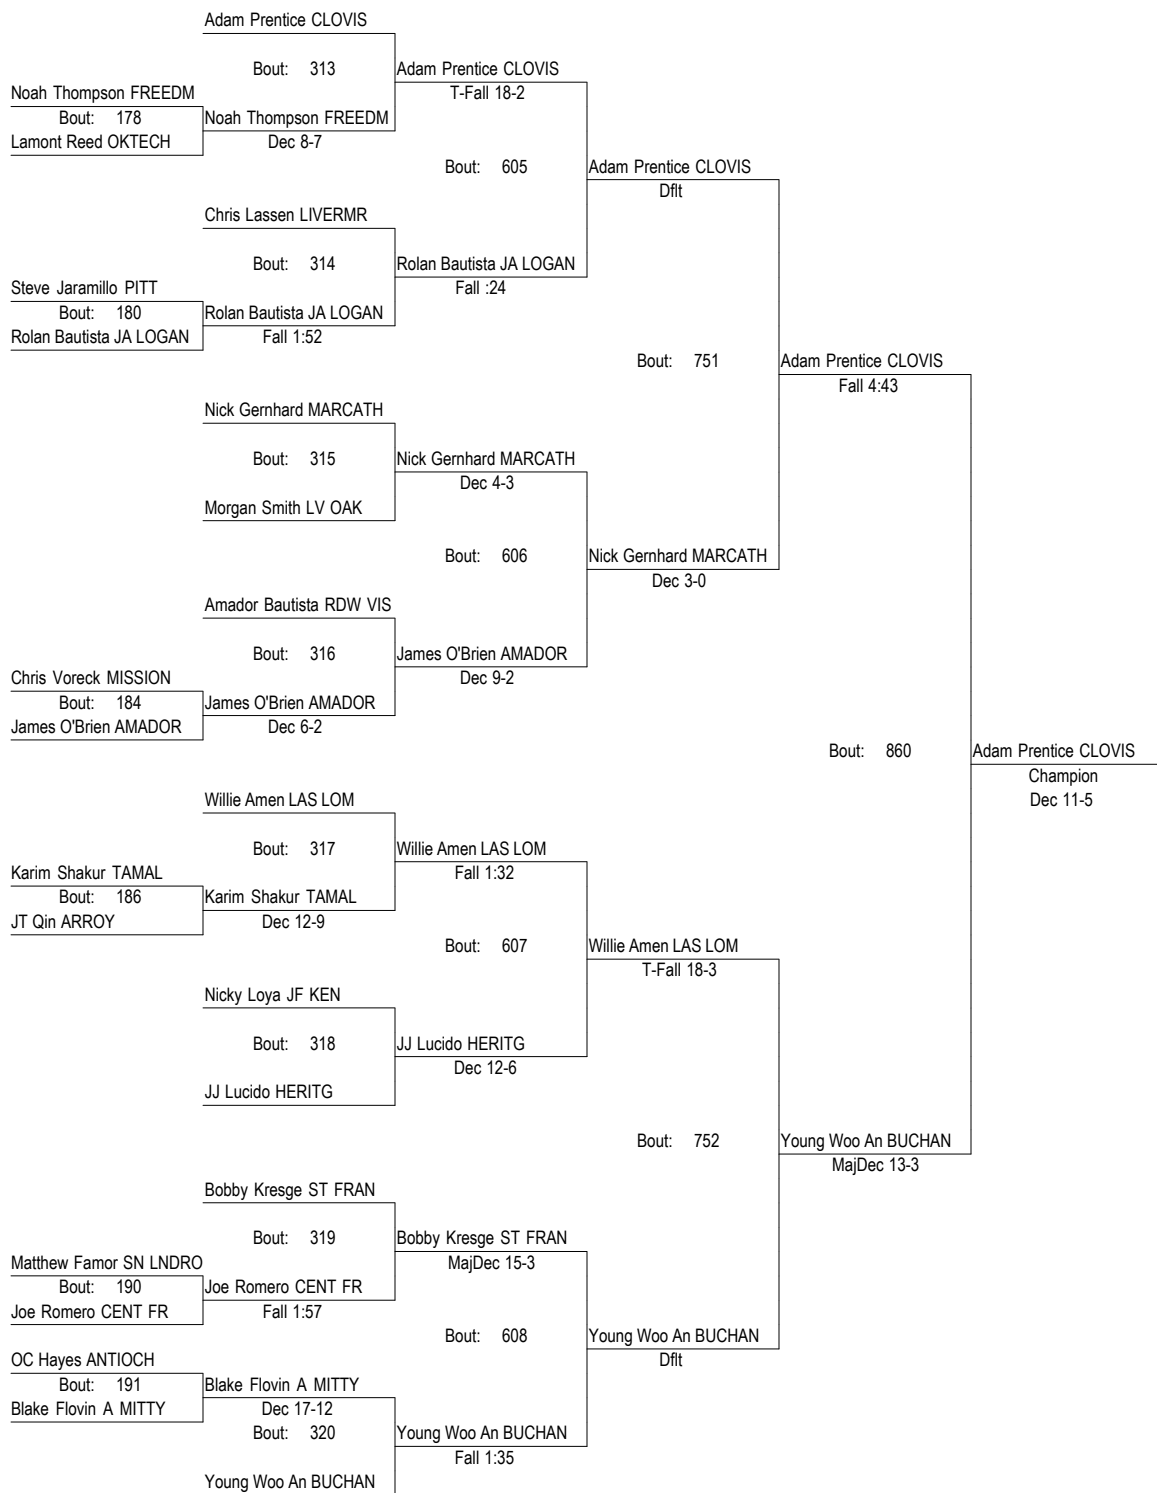 Adam Prentice CLOVIS
Bout: 313
Adam Prentice CLOVIS
T-Fall 18-2
Noah Thompson FREEDM
Bout: 178
Noah Thompson FREEDM
Lamont Reed OKTECH
Dec 8-7
Bout: 605
Adam Prentice CLOVIS
Dflt
Chris Lassen LIVERMR
Bout: 314
Rolan Bautista JA LOGAN
Fall :24
Steve Jaramillo PITT
Bout: 180
Rolan Bautista JA LOGAN
Rolan Bautista JA LOGAN
Fall 1:52
Bout: 751
Adam Prentice CLOVIS
Fall 4:43
Nick Gernhard MARCATH
Bout: 315
Nick Gernhard MARCATH
Dec 4-3
Morgan Smith LV OAK
Bout: 606
Nick Gernhard MARCATH
Dec 3-0
Amador Bautista RDW VIS
Bout: 316
James O'Brien AMADOR
Dec 9-2
Chris Voreck MISSION
Bout: 184
James O'Brien AMADOR
James O'Brien AMADOR
Dec 6-2
Bout: 860
Adam Prentice CLOVIS
Champion
Dec 11-5
Willie Amen LAS LOM
Bout: 317
Willie Amen LAS LOM
Fall 1:32
Karim Shakur TAMAL
Bout: 186
Karim Shakur TAMAL
JT Qin ARROY
Dec 12-9
Bout: 607
Willie Amen LAS LOM
T-Fall 18-3
Nicky Loya JF KEN
Bout: 318
JJ Lucido HERITG
Dec 12-6
JJ Lucido HERITG
Bout: 752
Young Woo An BUCHAN
MajDec 13-3
Bobby Kresge ST FRAN
Bout: 319
Bobby Kresge ST FRAN
MajDec 15-3
Matthew Famor SN LNDRO
Bout: 190
Joe Romero CENT FR
Joe Romero CENT FR
Fall 1:57
Bout: 608
Young Woo An BUCHAN
Dflt
OC Hayes ANTIOCH
Bout: 191
Blake Flovin A MITTY
Blake Flovin A MITTY
Dec 17-12
Bout: 320
Young Woo An BUCHAN
Fall 1:35
Young Woo An BUCHAN